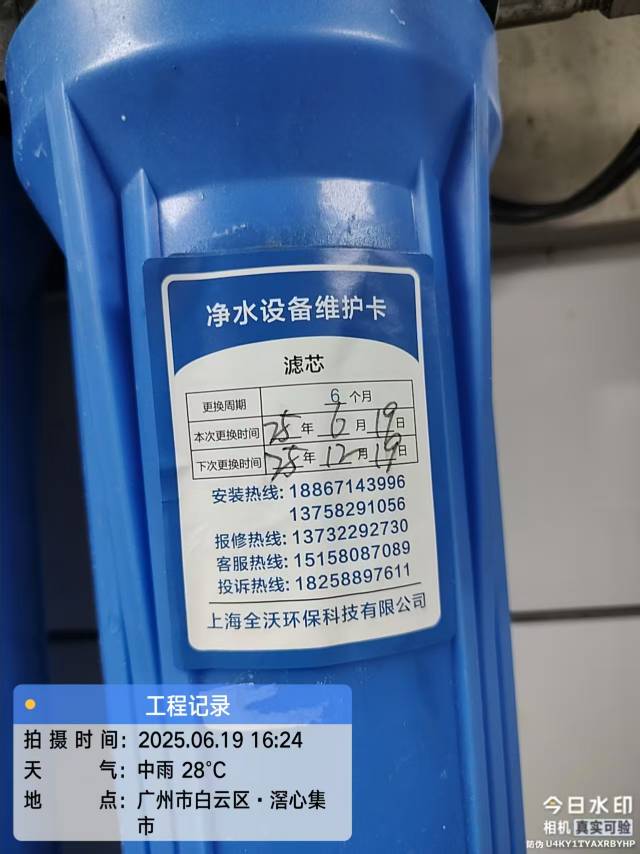 净水设备维护卡
滤芯
更换周期 6 个月
本次更换时间 25 年 6 月 19 日
下次更换时间 25 年 12 月 19 日
安装热线: 18867143996
13758291056
报修热线: 13732292730
客服热线: 15158087089
投诉热线: 18258897611
上海全沃环保科技有限公司
工程记录
拍摄时间: 2025.06.19 16:24
天气: 中雨 28℃
地点: 广州市白云区·滘心集
市
今日水印
相机 真实可验
防伪 U4KY1TYAXRBYHP